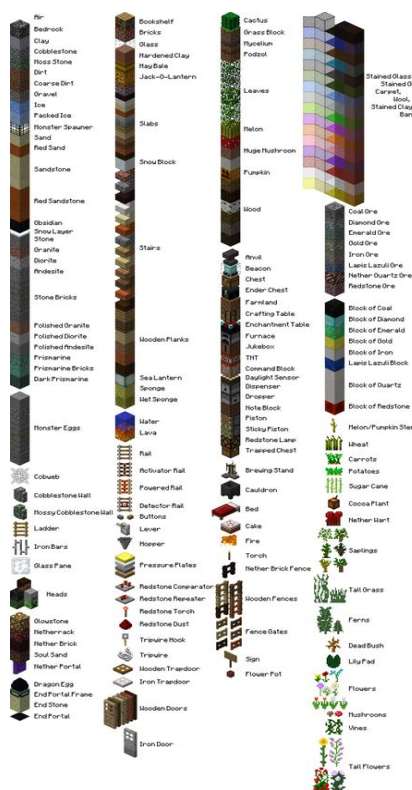 Air
Bedrock
Clay
Cobblestone
Moss Stone
Dirt
Coarse Dirt
Gravel
Ice
Packed Ice
Monster Spawner
Sand
Red Sand
Sandstone
Red Sandstone
Obsidian
Snow Layer
Stone
Granite
Diorite
Andesite
Stone Bricks
Polished Granite
Polished Diorite
Polished Andesite
Prismarine
Prismarine Bricks
Dark Prismarine
Monster Eggs
Cobweb
Cobblestone Wall
Mossy Cobblestone Wall
Ladder
Iron Bars
Glass Pane
Heads
Glowstone
Netherrack
Nether Brick
Soul Sand
Nether Portal
Dragon Egg
End Portal Frame
End Stone
End Portal
Bookshelf
Bricks
Glass
Hardened Clay
Hay Bale
Jack-O-Lantern
Slabs
Snow Block
Stairs
Wooden Planks
Sea Lantern
Sponge
Wet Sponge
Water
Lava
Rail
Activator Rail
Powered Rail
Detector Rail
Buttons
Lever
Hopper
Pressure Plates
Redstone Comparator
Redstone Repeater
Redstone Torch
Redstone Dust
Tripwire Hook
Tripwire
Wooden Trapdoor
Iron Trapdoor
Wooden Doors
Iron Door
Cactus
Grass Block
Mycelium
Podzol
Leaves
Melon
Huge Mushroom
Pumpkin
Wood
Anvil
Beacon
Chest
Ender Chest
Farmland
Crafting Table
Enchantment Table
Furnace
Jukebox
TNT
Command Block
Daylight Sensor
Dispenser
Dropper
Note Block
Piston
Sticky Piston
Redstone Lamp
Trapped Chest
Brewing Stand
Cauldron
Bed
Cake
Fire
Torch
Nether Brick Fence
Wooden Fences
Fence Gates
Sign
Flower Pot
Stained Glass
Stained G
Carpet,
Wool,
Stained Clay
Ban
Coal Ore
Diamond Ore
Emerald Ore
Gold Ore
Iron Ore
Lapis Lazuli Ore
Nether Quartz Ore
Redstone Ore
Block of Coal
Block of Diamond
Block of Emerald
Block of Gold
Block of Iron
Lapis Lazuli Block
Block of Quartz
Block of Redstone
Melon/Pumpkin Ste
Wheat
Carrots
Potatoes
Sugar Cane
Cocoa Plant
Nether Wart
Saplings
Tall Grass
Ferns
Dead Bush
Lily Pad
Flowers
Mushrooms
Vines
Tall Flowers